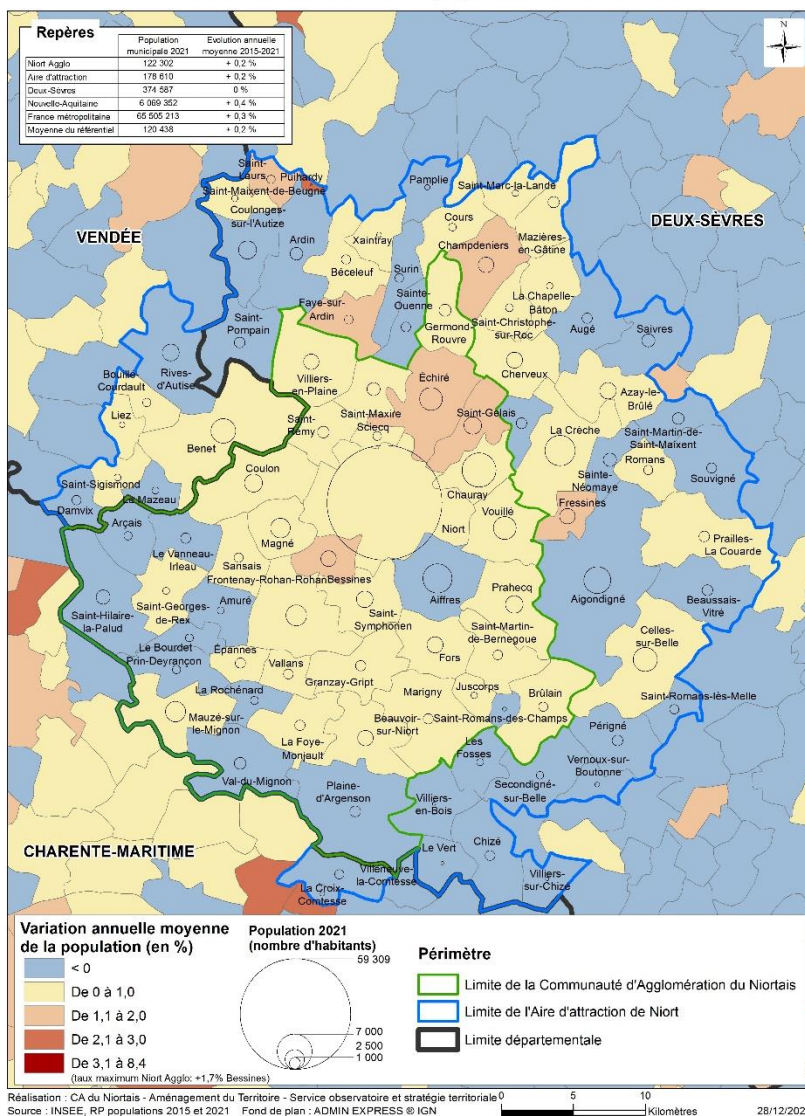 Repères
Population municipale 2021
Evolution annuelle moyenne 2015-2021
Niort Agglo 122 302 + 0,2 %
Aire d'attraction 178 610 + 0,2 %
Deux-Sèvres 374 587 0 %
Nouvelle-Aquitaine 6 069 352 + 0,4 %
France métropolitaine 65 505 213 + 0,3 %
Moyenne du référentiel 120 438 + 0,2 %
N
VENDÉE
DEUX-SÈVRES
CHARENTE-MARITIME
Saint-
Laurs
Puihardy
Saint-Maixent-de-Beugné
Coulonges-
sur-l'Autize
Pamplie
Saint-Marc-la-Lande
Cours
Xaintray
Ardin
Champdeniers
Mazières-
en-Gâtine
Béceleuf
Surin
Sainte-
Ouenne
Faye-sur-
Ardin
La Chapelle-
Bâton
Germond-
Rouvre
Saint-Christophe-
sur-Roc
Augé
Saivres
Saint-
Pompain
Rives-
d'Autise
Villiers-
en-Plaine
Cherveux
Bouillé-
Courdault
Échiré
Azay-le-
Brûlé
Liez
Saint-Maxire
Saint-Gelais
Saint-
Rémy
Sciecq
La Crèche
Saint-Martin-de-
Saint-Maixent
Benet
Romans
Coulon
Sainte-
Néomaye
Souvigné
Saint-Sigismond
Le Mazeau
Damvix
Chauray
Niort
Vouillé
Fressines
Arçais
Magné
Prailles-
La Couarde
Le Vanneau-
Irleau
Sansais
Frontenay-Rohan-Rohan
Bessines
Saint-Hilaire-
la-Palud
Saint-Georges-
de-Rex
Amuré
Aiffres
Prahecq
Aigondigné
Beaussais-
Vitré
Saint-
Symphorien
Saint-Martin-
de-Bernegoue
Le Bourdet
Prin-Deyrançon
Épannes
Vallans
Fors
Celles-
sur-Belle
Granzay-Gript
La Rochénard
Marigny
Juscorps
Brûlain
Saint-Romans-lès-Melle
Mauzé-sur-
le-Mignon
La Foye-
Monjault
Beauvoir-
sur-Niort
Saint-Romans-des-Champs
Périgné
Les
Fosses
Vernoux-sur-
Boutonne
Val-du-Mignon
Plaine-
d'Argenson
Secondigné-
sur-Belle
Villiers-
en-Bois
Le Vert
Chizé
Villeneuve-
la-Comtesse
La Croix-
Comtesse
Villiers-
sur-Chizé
Variation annuelle moyenne
de la population (en %)
< 0
De 0 à 1,0
De 1,1 à 2,0
De 2,1 à 3,0
De 3,1 à 8,4
(taux maximum Niort Agglo: +1,7% Bessines)
Population 2021
(nombre d'habitants)
59 309
7 000
2 500
1 000
Périmètre
Limite de la Communauté d'Agglomération du Niortais
Limite de l'Aire d'attraction de Niort
Limite départementale
Réalisation : CA du Niortais - Aménagement du Territoire - Service observatoire et stratégie territoriale
Source : INSEE, RP populations 2015 et 2021 Fond de plan : ADMIN EXPRESS ® IGN
0 5 10
Kilomètres